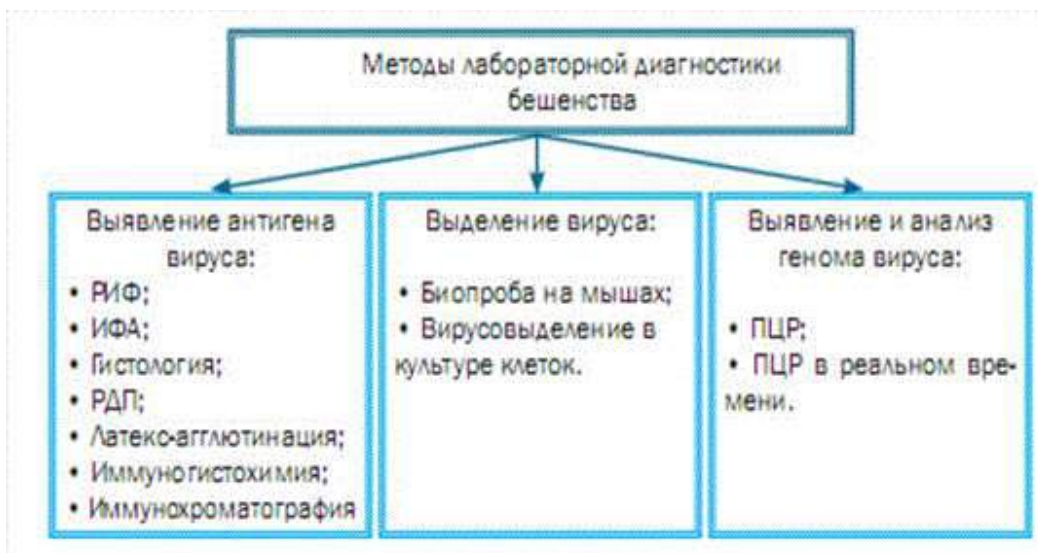 Методы лабораторной диагностики
бешенства
Выявление антигена
вируса:
• РИФ;
• ИФА;
• Гистология;
• РДП;
• Латекс-агглютинация;
• Иммуногистохимия;
• Иммунохроматография
Выделение вируса:
• Биопроба на мышах;
• Вирусовыделение в
культуре клеток.
Выявление и анализ
генома вируса:
• ПЦР;
• ПЦР в реальном вре-
мени.